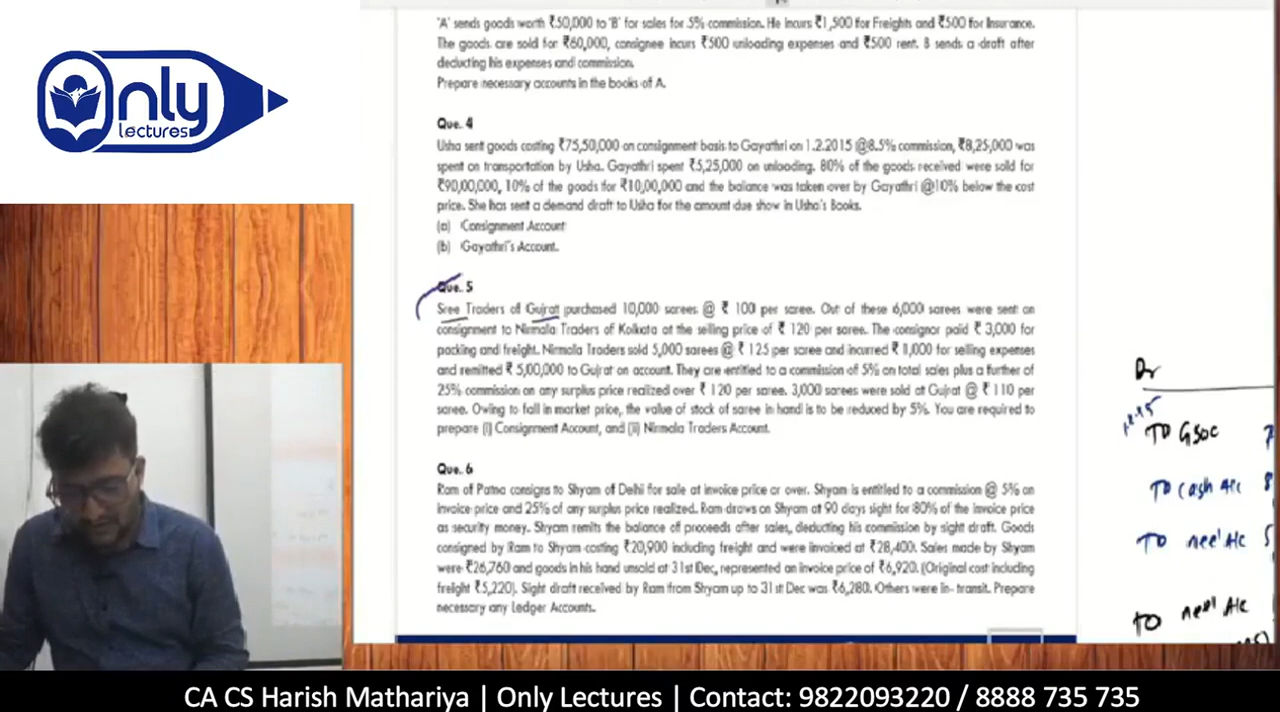 Only
lectures
'A' sends goods worth ₹50,000 to 'B' for sales for 5% commission. He incurs ₹1,500 for Freights and ₹500 for Insurance.
The goods are sold for ₹60,000, consignee incurs ₹500 unloading expenses and ₹500 rent. B sends a draft after
deducting his expenses and commission.
Prepare necessary accounts in the books of A.
Que. 4
Usha sent goods costing ₹75,50,000 on consignment basis to Gayathri on 1.2.2015 @8.5% commission, ₹8,25,000 was
spent on transportation by Usha. Gayathri spent ₹5,25,000 on unloading. 80% of the goods received were sold for
₹90,00,000, 10% of the goods for ₹10,00,000 and the balance was taken over by Gayathri @10% below the cost
price. She has sent a demand draft to Usha for the amount due show in Usha's Books.
(a) Consignment Account
(b) Gayathri's Account.
Que. 5
Sree Traders of Gujrat purchased 10,000 sarees @ ₹ 100 per saree. Out of these 6,000 sarees were sent on
consignment to Nirmala Traders of Kolkata at the selling price of ₹ 120 per saree. The consignor paid ₹ 3,000 for
packing and freight. Nirmala Traders sold 5,000 sarees @ ₹ 125 per saree and incurred ₹ 1,000 for selling expenses
and remitted ₹ 5,00,000 to Gujrat on account. They are entitled to a commission of 5% on total sales plus a further of
25% commission on any surplus price realized over ₹ 120 per saree. 3,000 sarees were sold at Gujrat @ ₹ 110 per
saree. Owing to fall in market price, the value of stock of saree in hand is to be reduced by 5%. You are required to
prepare (i) Consignment Account, and (ii) Nirmala Traders Account.
Que. 6
Ram of Patna consigns to Shyam of Delhi for sale at invoice price or over. Shyam is entitled to a commission @ 5% on
invoice price and 25% of any surplus price realized. Ram draws on Shyam at 90 days sight for 80% of the invoice price
as security money. Shyam remits the balance of proceeds after sales, deducting his commission by sight draft. Goods
consigned by Ram to Shyam costing ₹20,900 including freight and were invoiced at ₹28,400. Sales made by Shyam
were ₹26,760 and goods in his hand unsold at 31st Dec, represented an invoice price of ₹6,920. (Original cost including
freight ₹5,220). Sight draft received by Ram from Shyam up to 31st Dec was ₹6,280. Others were in- transit. Prepare
necessary any Ledger Accounts.
Dr
To GSOC 7
To cash A/c 8
To A/c 5
To A/c
CA CS Harish Mathariya | Only Lectures | Contact: 9822093220 / 8888 735 735